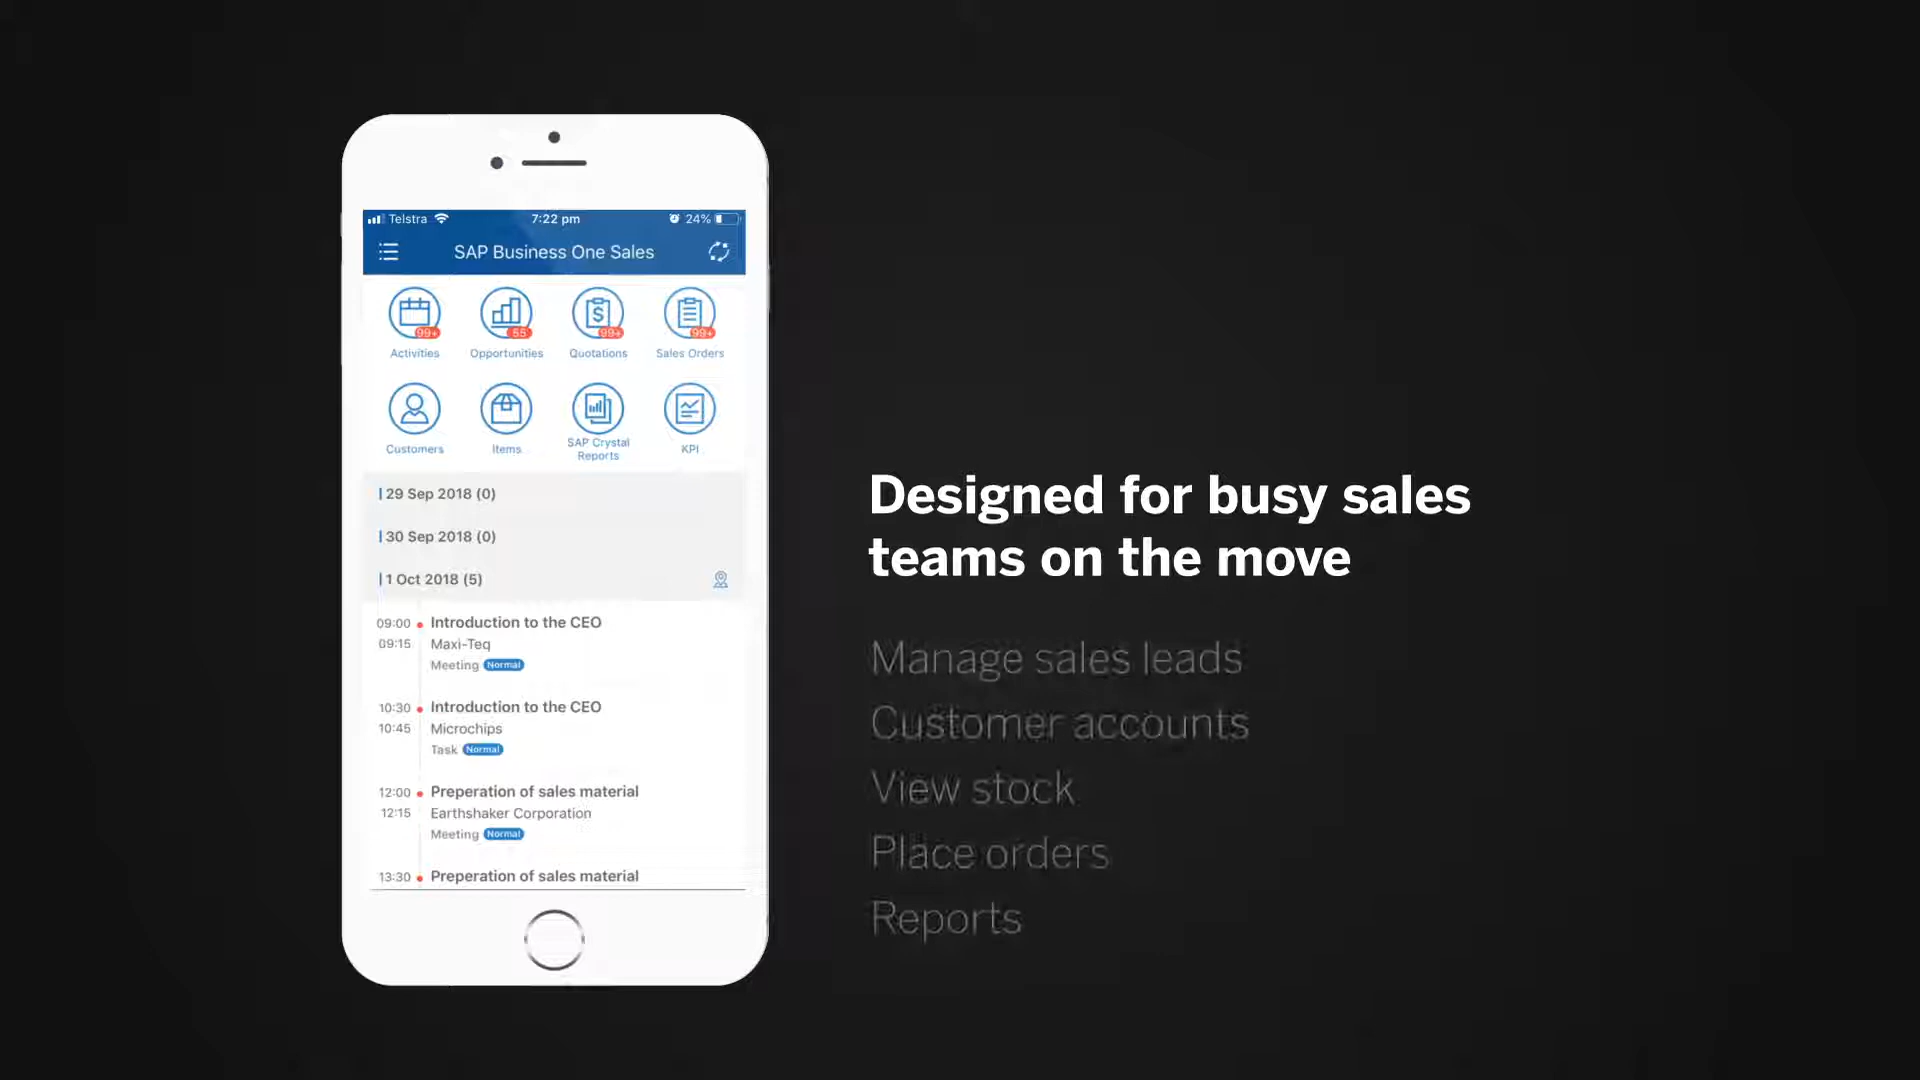 Telstra 7:22 pm 24%
SAP Business One Sales
99+ 55 99+ 99+
Activities Opportunities Quotations Sales Orders
Customers Items SAP Crystal Reports KPI
29 Sep 2018 (0)
30 Sep 2018 (0)
1 Oct 2018 (5)
09:00 Introduction to the CEO
09:15 Maxi-Teq
Meeting Normal
10:30 Introduction to the CEO
10:45 Microchips
Task Normal
12:00 Preperation of sales material
12:15 Earthshaker Corporation
Meeting Normal
13:30 Preperation of sales material
Designed for busy sales
teams on the move
Manage sales leads
Customer accounts
View stock
Place orders
Reports